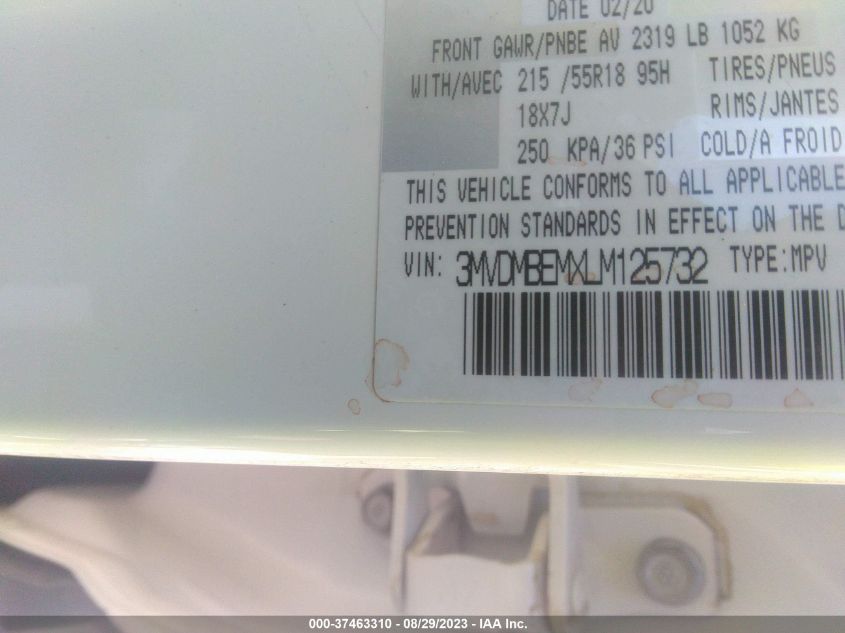 DATE 02/20
FRONT GAWR/PNBE AV 2319 LB 1052 KG
WITH/AVEC 215 /55R18 95H TIRES/PNEUS
18X7J RIMS/JANTES
250 KPA/36 PSI COLD/A FROID
THIS VEHICLE CONFORMS TO ALL APPLICABLE
PREVENTION STANDARDS IN EFFECT ON THE D
VIN: 3MVDMBEMXLM125732 TYPE:MPV
000-37463310 - 08/29/2023 - IAA Inc.